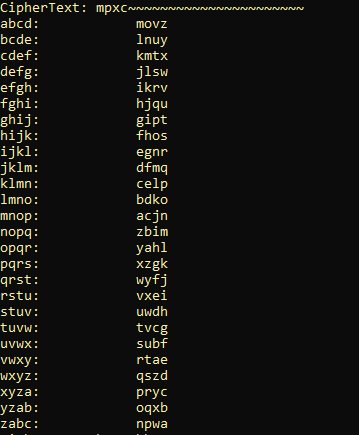 CipherText: mpxc~~~~~~~~~~~~~~~~~~~~~~
abcd:            movz
bcde:            lnuy
cdef:            kmtx
defg:            jlsw
efgh:            ikrv
fghi:            hjqu
ghij:            gipt
hijk:            fhos
ijkl:            egnr
jklm:            dfmq
klmn:            celp
lmno:            bdko
mnop:            acjn
nopq:            zbim
opqr:            yahl
pqrs:            xzgk
qrst:            wyfj
rstu:            vxei
stuv:            uwdh
tuvw:            tvcg
uvwx:            subf
vwxy:            rtae
wxyz:            qszd
xyza:            pryc
yzab:            oqxb
zabc:            npwa